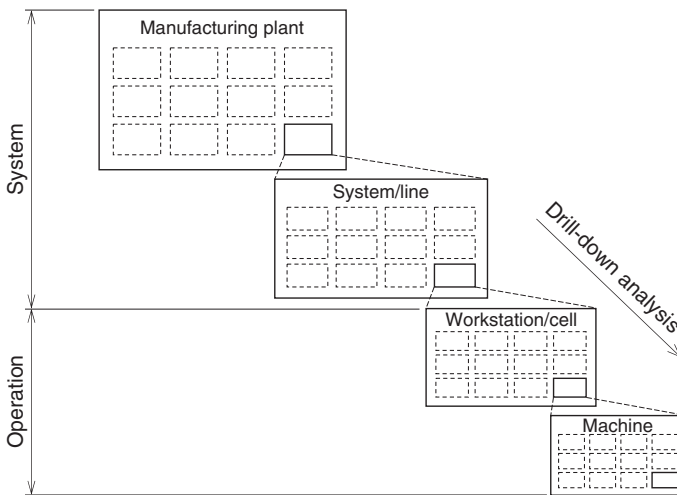 Manufacturing plant
System
System/line
Drill-down analysis
Workstation/cell
Operation
Machine